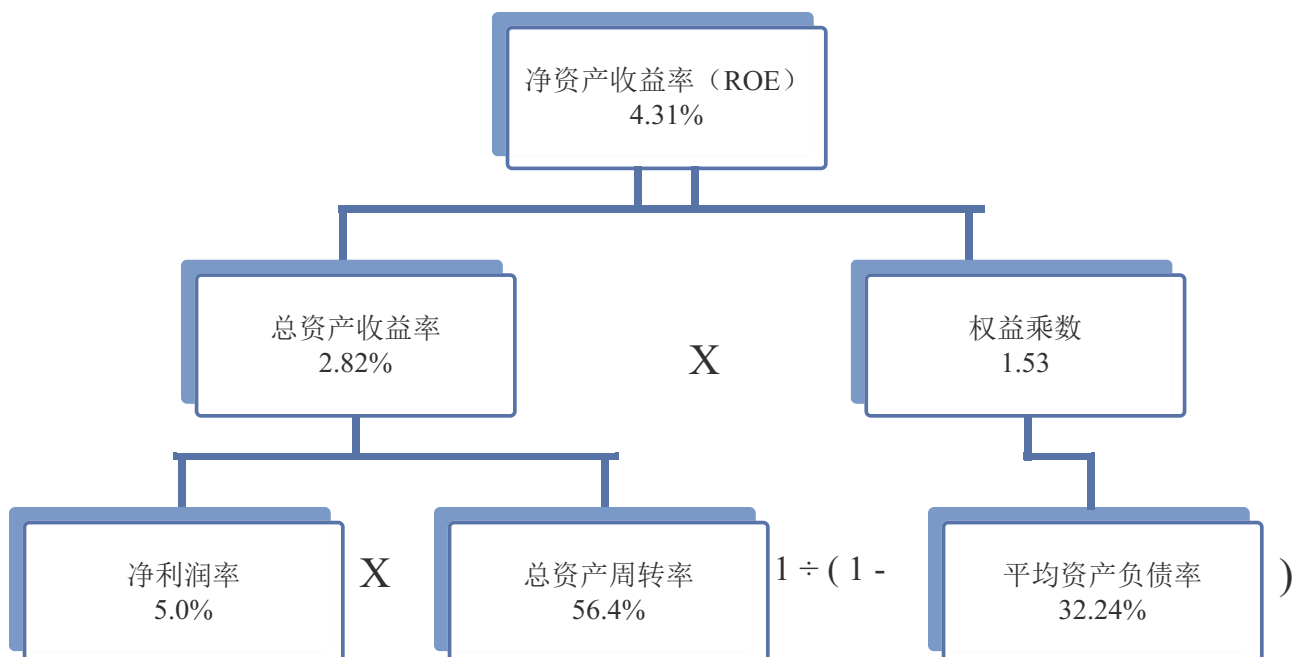 净资产收益率（ROE）
4.31%
总资产收益率
2.82%
X
权益乘数
1.53
净利润率
5.0%
X
总资产周转率
56.4%
1 ÷ ( 1 -
平均资产负债率
32.24%
)